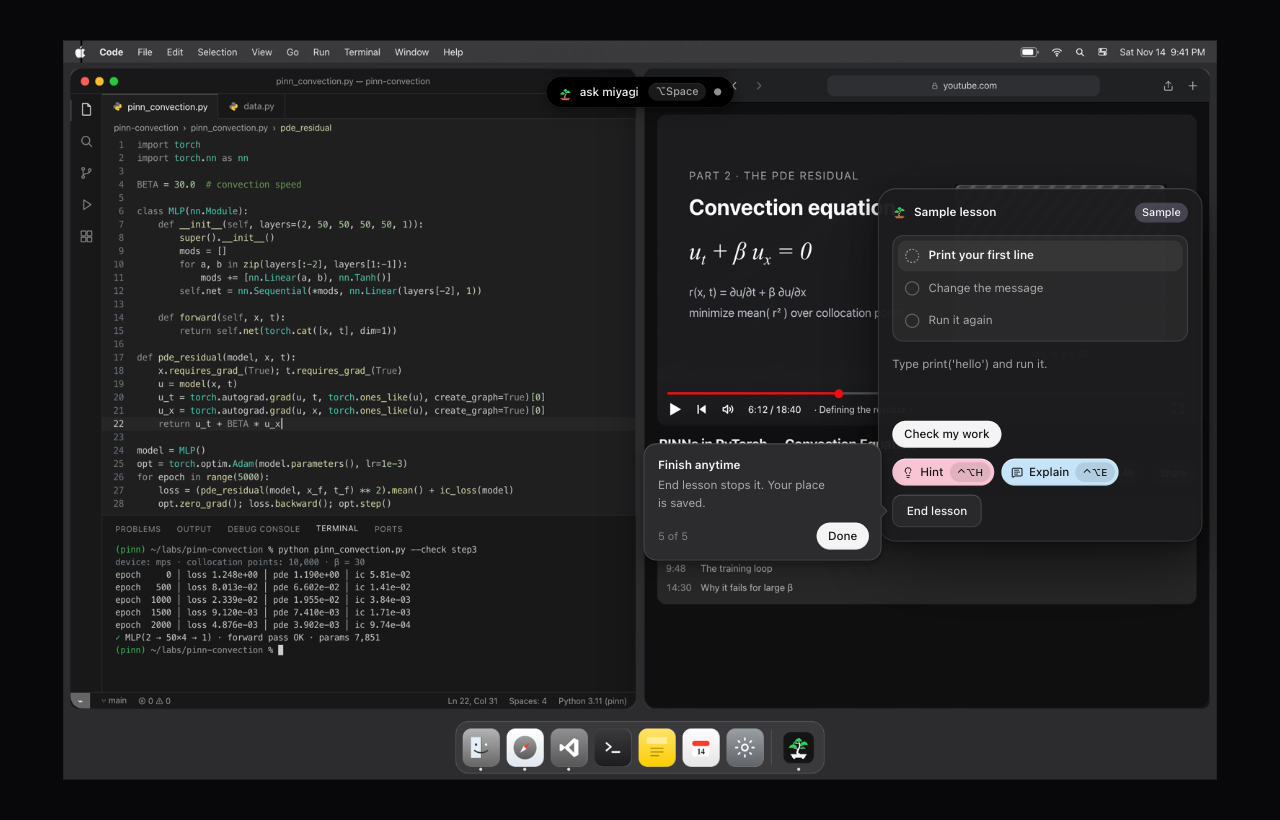 Code File Edit Selection View Go Run Terminal Window Help
Sat Nov 14 9:41 PM
pinn_convection.py — pinn-convection
ask miyagi ⌥Space
youtube.com
pinn_convection.py data.py
pinn-convection › pinn_convection.py › pde_residual
1 import torch
2 import torch.nn as nn
3
4 BETA = 30.0 # convection speed
5
6 class MLP(nn.Module):
7 def __init__(self, layers=(2, 50, 50, 50, 50, 1)):
8 super().__init__()
9 mods = []
10 for a, b in zip(layers[:-2], layers[1:-1]):
11 mods += [nn.Linear(a, b), nn.Tanh()]
12 self.net = nn.Sequential(*mods, nn.Linear(layers[-2], 1))
13
14 def forward(self, x, t):
15 return self.net(torch.cat([x, t], dim=1))
16
17 def pde_residual(model, x, t):
18 x.requires_grad_(True); t.requires_grad_(True)
19 u = model(x, t)
20 u_t = torch.autograd.grad(u, t, torch.ones_like(u), create_graph=True)[0]
21 u_x = torch.autograd.grad(u, x, torch.ones_like(u), create_graph=True)[0]
22 return u_t + BETA * u_x
23
24 model = MLP()
25 opt = torch.optim.Adam(model.parameters(), lr=1e-3)
26 for epoch in range(5000):
27 loss = (pde_residual(model, x_f, t_f) ** 2).mean() + ic_loss(model)
28 opt.zero_grad(); loss.backward(); opt.step()
PROBLEMS OUTPUT DEBUG CONSOLE TERMINAL PORTS
(pinn) ~/labs/pinn-convection % python pinn_convection.py --check step3
device: mps · collocation points: 10,000 · β = 30
epoch 0 | loss 1.248e+00 | pde 1.190e+00 | ic 5.81e-02
epoch 500 | loss 8.013e-02 | pde 6.602e-02 | ic 1.41e-02
epoch 1000 | loss 2.339e-02 | pde 1.955e-02 | ic 3.84e-03
epoch 1500 | loss 9.120e-03 | pde 7.410e-03 | ic 1.71e-03
epoch 2000 | loss 4.876e-03 | pde 3.902e-03 | ic 9.74e-04
✓ MLP(2 → 50×4 → 1) · forward pass OK · params 7,851
(pinn) ~/labs/pinn-convection %
main 0 0 Ln 22, Col 31 Spaces: 4 Python 3.11 (pinn)
PART 2 · THE PDE RESIDUAL
Convection equatio
u_t + β u_x = 0
r(x, t) = ∂u/∂t + β ∂u/∂x
minimize mean( r² ) over collocation
6:12 / 18:40 · Defining the
PINNs in PyTorch — Convection
9:48 The training loop
14:30 Why it fails for large β
Sample lesson Sample
Print your first line
Change the message
Run it again
Type print('hello') and run it.
Check my work
Hint ⌃⌥H Explain ⌃⌥E
End lesson
Finish anytime
End lesson stops it. Your place
is saved.
5 of 5 Done
14